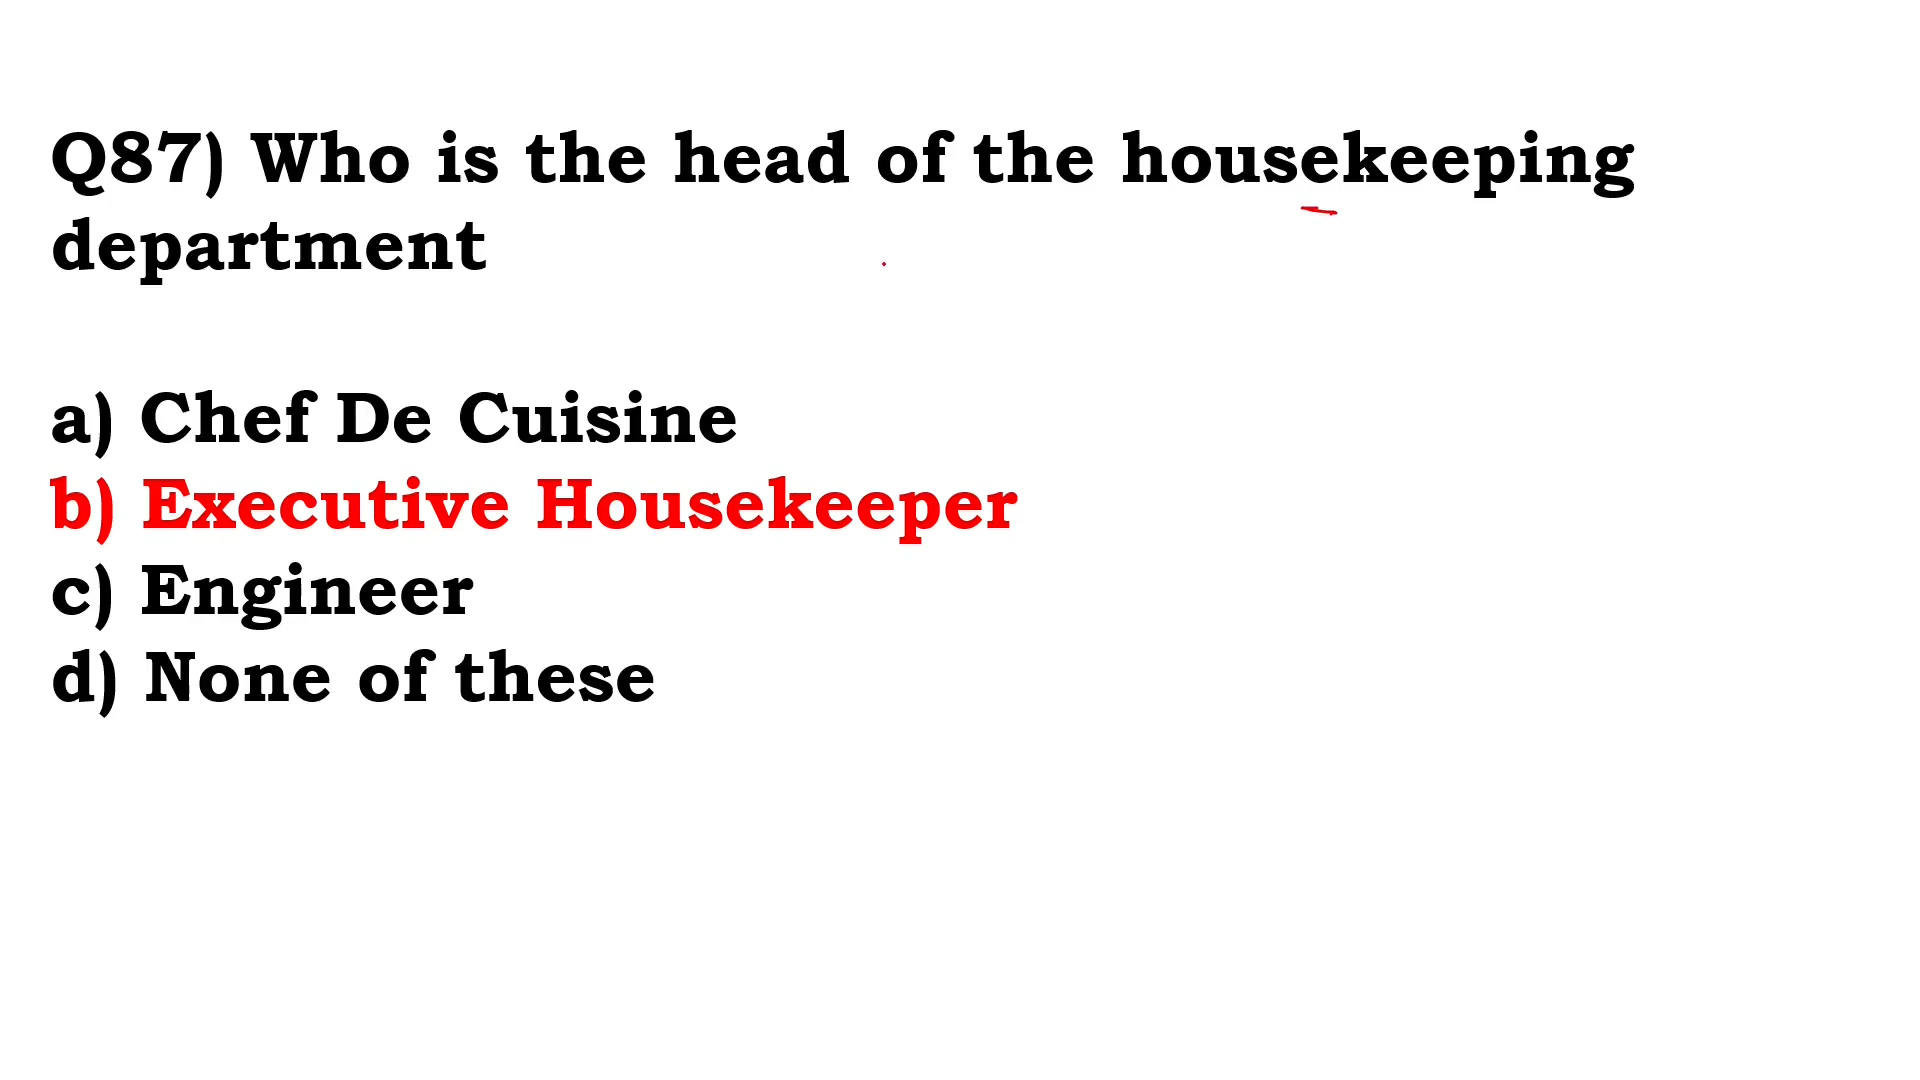 Q87) Who is the head of the housekeeping
department
a) Chef De Cuisine
b) Executive Housekeeper
c) Engineer
d) None of these